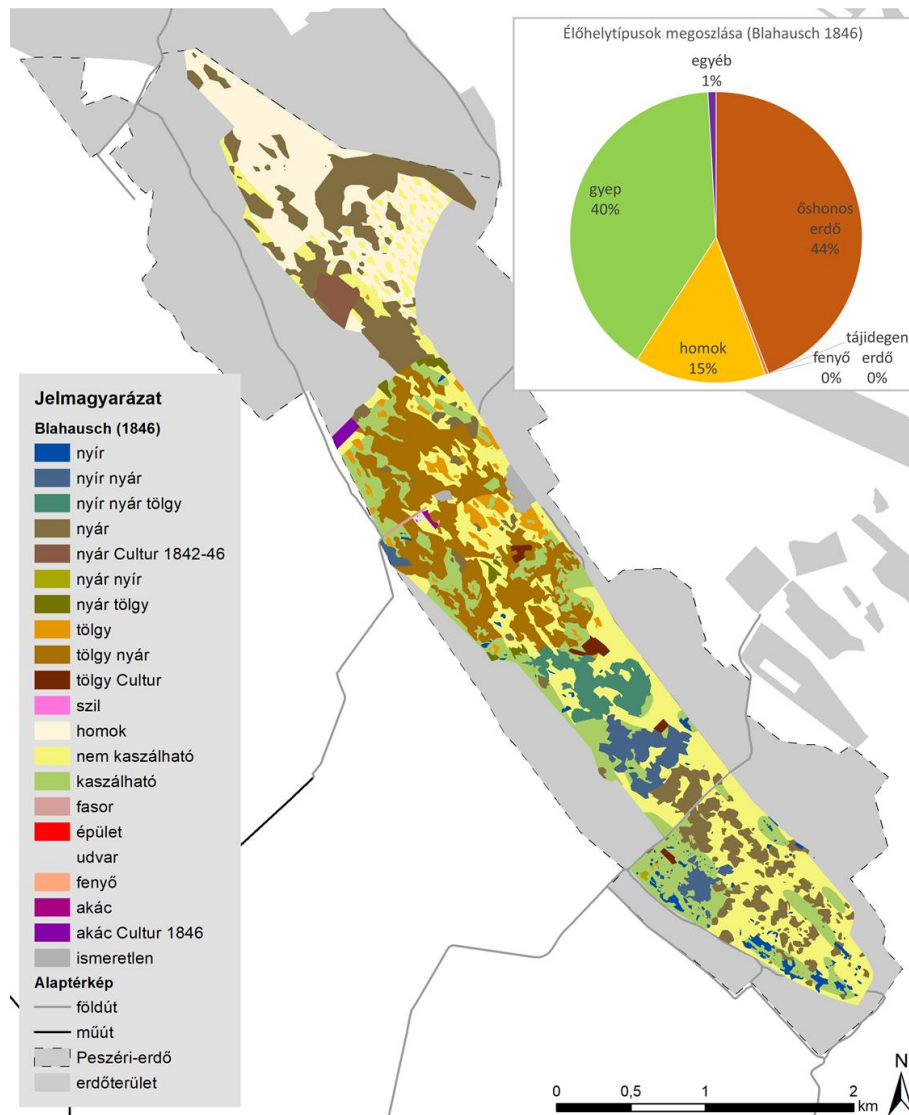 Élőhelytípusok megoszlása (Blahausch 1846)
egyéb
1%
gyep
40%
őshonos
erdő
44%
homok
15%
fenyő
0%
tájidegen
erdő
0%
Jelmagyarázat
Blahausch (1846)
nyír
nyír nyár
nyír nyár tölgy
nyár
nyár Cultur 1842-46
nyár nyír
nyár tölgy
tölgy
tölgy nyár
tölgy Cultur
szil
homok
nem kaszálható
kaszálható
fasor
épület
udvar
fenyő
akác
akác Cultur 1846
ismeretlen
Alaptérkép
földút
műút
Peszéri-erdő
erdőterület
0 0,5 1 2
km
N